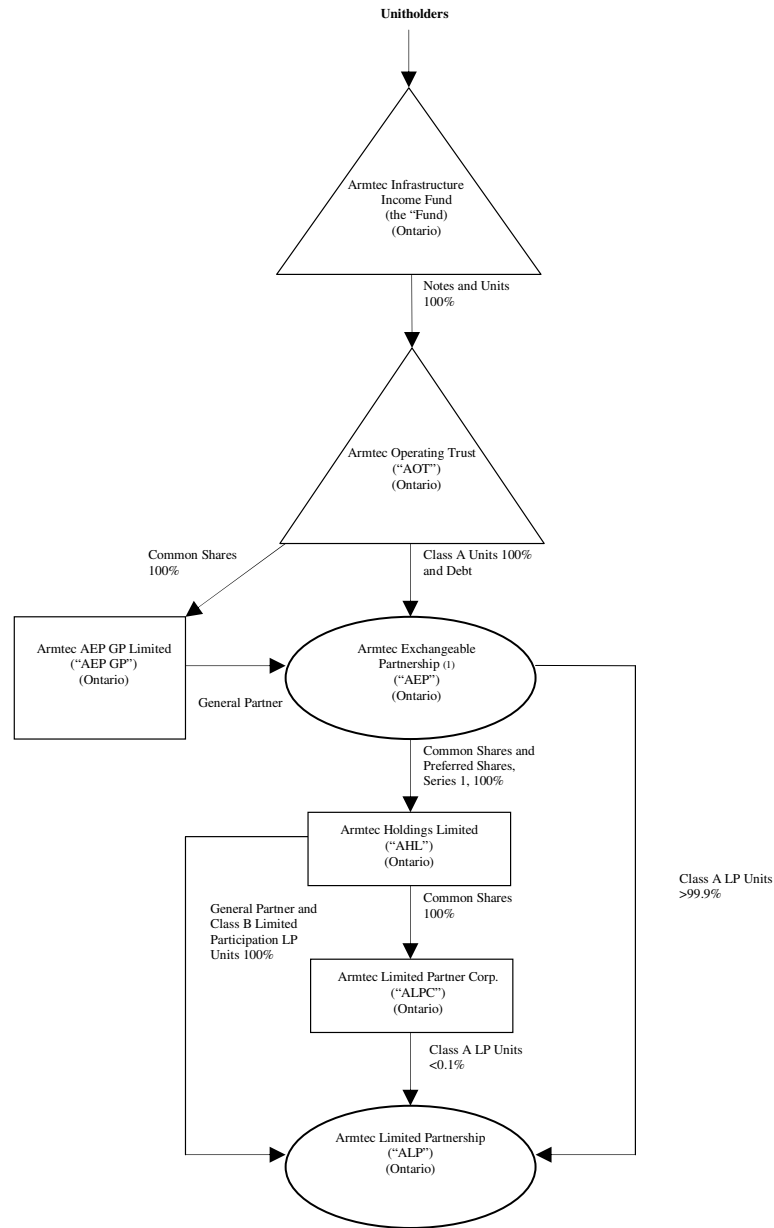 Unitholders
Armtec Infrastructure
Income Fund
(the “Fund)
(Ontario)
Notes and Units
100%
Armtec Operating Trust
(“AOT”)
(Ontario)
Common Shares
100%
Class A Units 100%
and Debt
Armtec AEP GP Limited
(“AEP GP”)
(Ontario)
General Partner
Armtec Exchangeable
Partnership (1)
(“AEP”)
(Ontario)
Common Shares and
Preferred Shares,
Series 1, 100%
Armtec Holdings Limited
(“AHL”)
(Ontario)
Class A LP Units
>99.9%
General Partner and
Class B Limited
Participation LP
Units 100%
Common Shares
100%
Armtec Limited Partner Corp.
(“ALPC”)
(Ontario)
Class A LP Units
<0.1%
Armtec Limited Partnership
(“ALP”)
(Ontario)